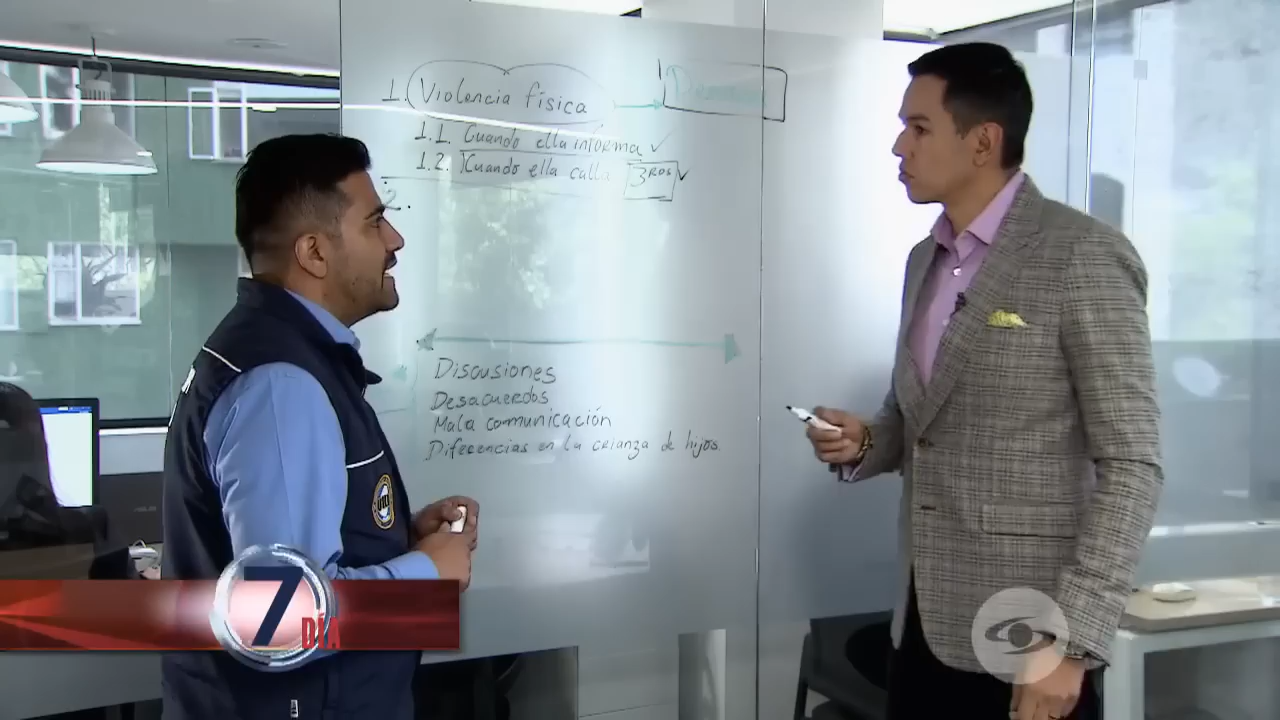 1. Violencia física
1.1. Cuando ella informa ✓
1.2. Cuando ella calla 3ROS ✓
2.
Discusiones
Desacuerdos
Mala comunicación
Diferencias en la crianza de hijos.
7
DÍA